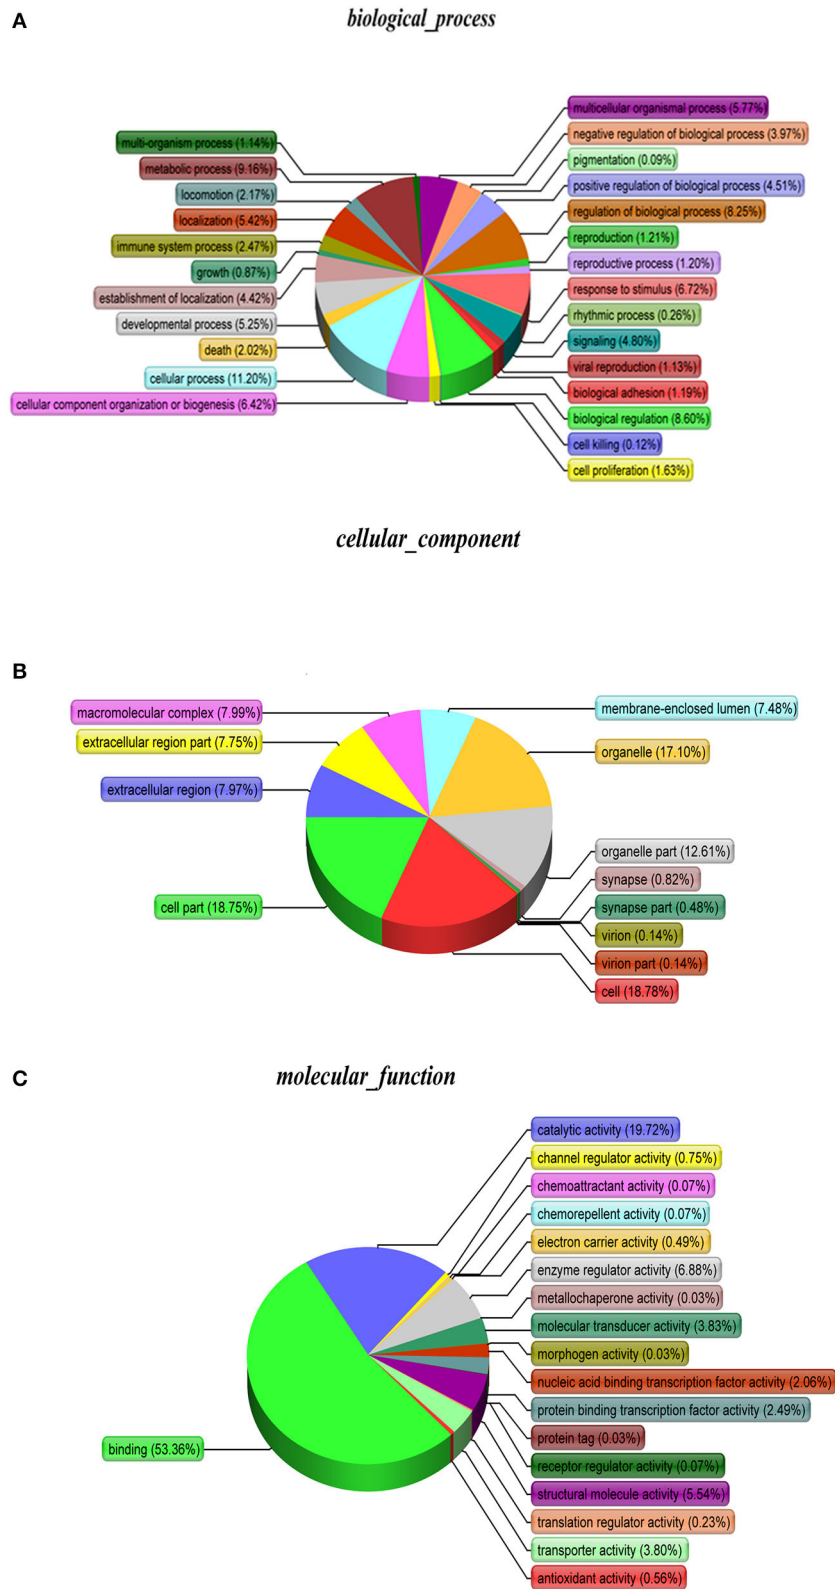 A
biological_process
multicellular organismal process (5.77%)
negative regulation of biological process (3.97%)
pigmentation (0.09%)
positive regulation of biological process (4.51%)
regulation of biological process (8.25%)
reproduction (1.21%)
reproductive process (1.20%)
response to stimulus (6.72%)
rhythmic process (0.26%)
signaling (4.80%)
viral reproduction (1.13%)
biological adhesion (1.19%)
biological regulation (8.60%)
cell killing (0.12%)
cell proliferation (1.63%)
multi-organism process (1.14%)
metabolic process (9.16%)
locomotion (2.17%)
localization (5.42%)
immune system process (2.47%)
growth (0.87%)
establishment of localization (4.42%)
developmental process (5.25%)
death (2.02%)
cellular process (11.20%)
cellular component organization or biogenesis (6.42%)
cellular_component
B
macromolecular complex (7.99%)
extracellular region part (7.75%)
extracellular region (7.97%)
cell part (18.75%)
membrane-enclosed lumen (7.48%)
organelle (17.10%)
organelle part (12.61%)
synapse (0.82%)
synapse part (0.48%)
virion (0.14%)
virion part (0.14%)
cell (18.78%)
C
molecular_function
catalytic activity (19.72%)
channel regulator activity (0.75%)
chemoattractant activity (0.07%)
chemorepellent activity (0.07%)
electron carrier activity (0.49%)
enzyme regulator activity (6.88%)
metallochaperone activity (0.03%)
molecular transducer activity (3.83%)
morphogen activity (0.03%)
nucleic acid binding transcription factor activity (2.06%)
protein binding transcription factor activity (2.49%)
protein tag (0.03%)
receptor regulator activity (0.07%)
structural molecule activity (5.54%)
translation regulator activity (0.23%)
transporter activity (3.80%)
antioxidant activity (0.56%)
binding (53.36%)